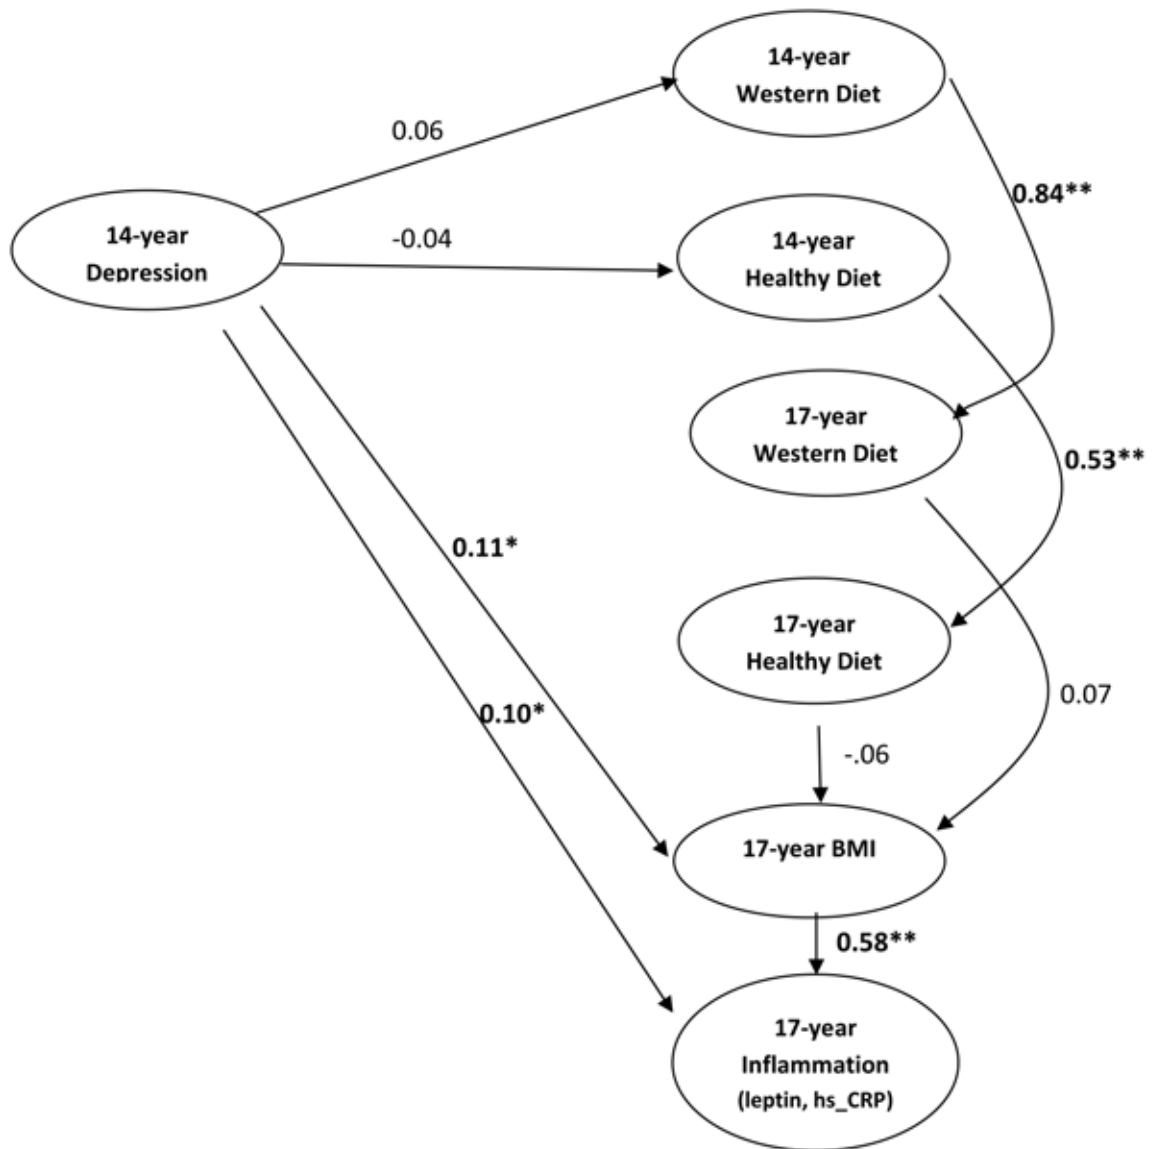 14-year
Western Diet
0.06
0.84**
14-year
Depression
-0.04
14-year
Healthy Diet
17-year
Western Diet
0.53**
0.11*
17-year
Healthy Diet
0.10*
0.07
-.06
17-year BMI
0.58**
17-year
Inflammation
(leptin, hs_CRP)